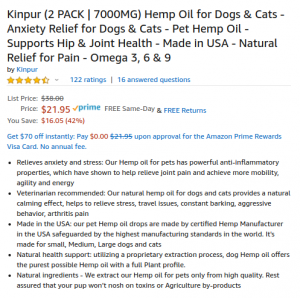 Kinpur (2 PACK | 7000MG) Hemp Oil for Dogs & Cats -
Anxiety Relief for Dogs & Cats - Pet Hemp Oil -
Supports Hip & Joint Health - Made in USA - Natural
Relief for Pain - Omega 3, 6 & 9
by Kinpur
122 ratings | 16 answered questions
List Price: $38.00
Price: $21.95 prime FREE Same-Day & FREE Returns
You Save: $16.05 (42%)
Get $70 off instantly: Pay $0.00 $21.95 upon approval for the Amazon Prime Rewards
Visa Card. No annual fee.
• Relieves anxiety and stress: Our Hemp oil for pets has powerful anti-inflammatory
properties, which have shown to help relieve joint pain and achieve more mobility,
agility and energy
• Veterinarian recommended: Our natural hemp oil for dogs and cats provides a natural
calming effect, helps to relieve stress, travel issues, constant barking, aggressive
behavior, arthritis pain
• Made in the USA: our pet Hemp oil drops are made by certified Hemp Manufacturer
in the USA safeguarded by the highest manufacturing standards in the world. It's
made for small, Medium, Large dogs and cats
• Natural health support: utilizing a proprietary extraction process, dog Hemp oil offers
the purest possible Hemp oil with a full Plant profile.
• Natural ingredients - We extract our Hemp oil for pets only from high quality. Rest
assured that your pup won't nosh on toxins or Agriculture by-products